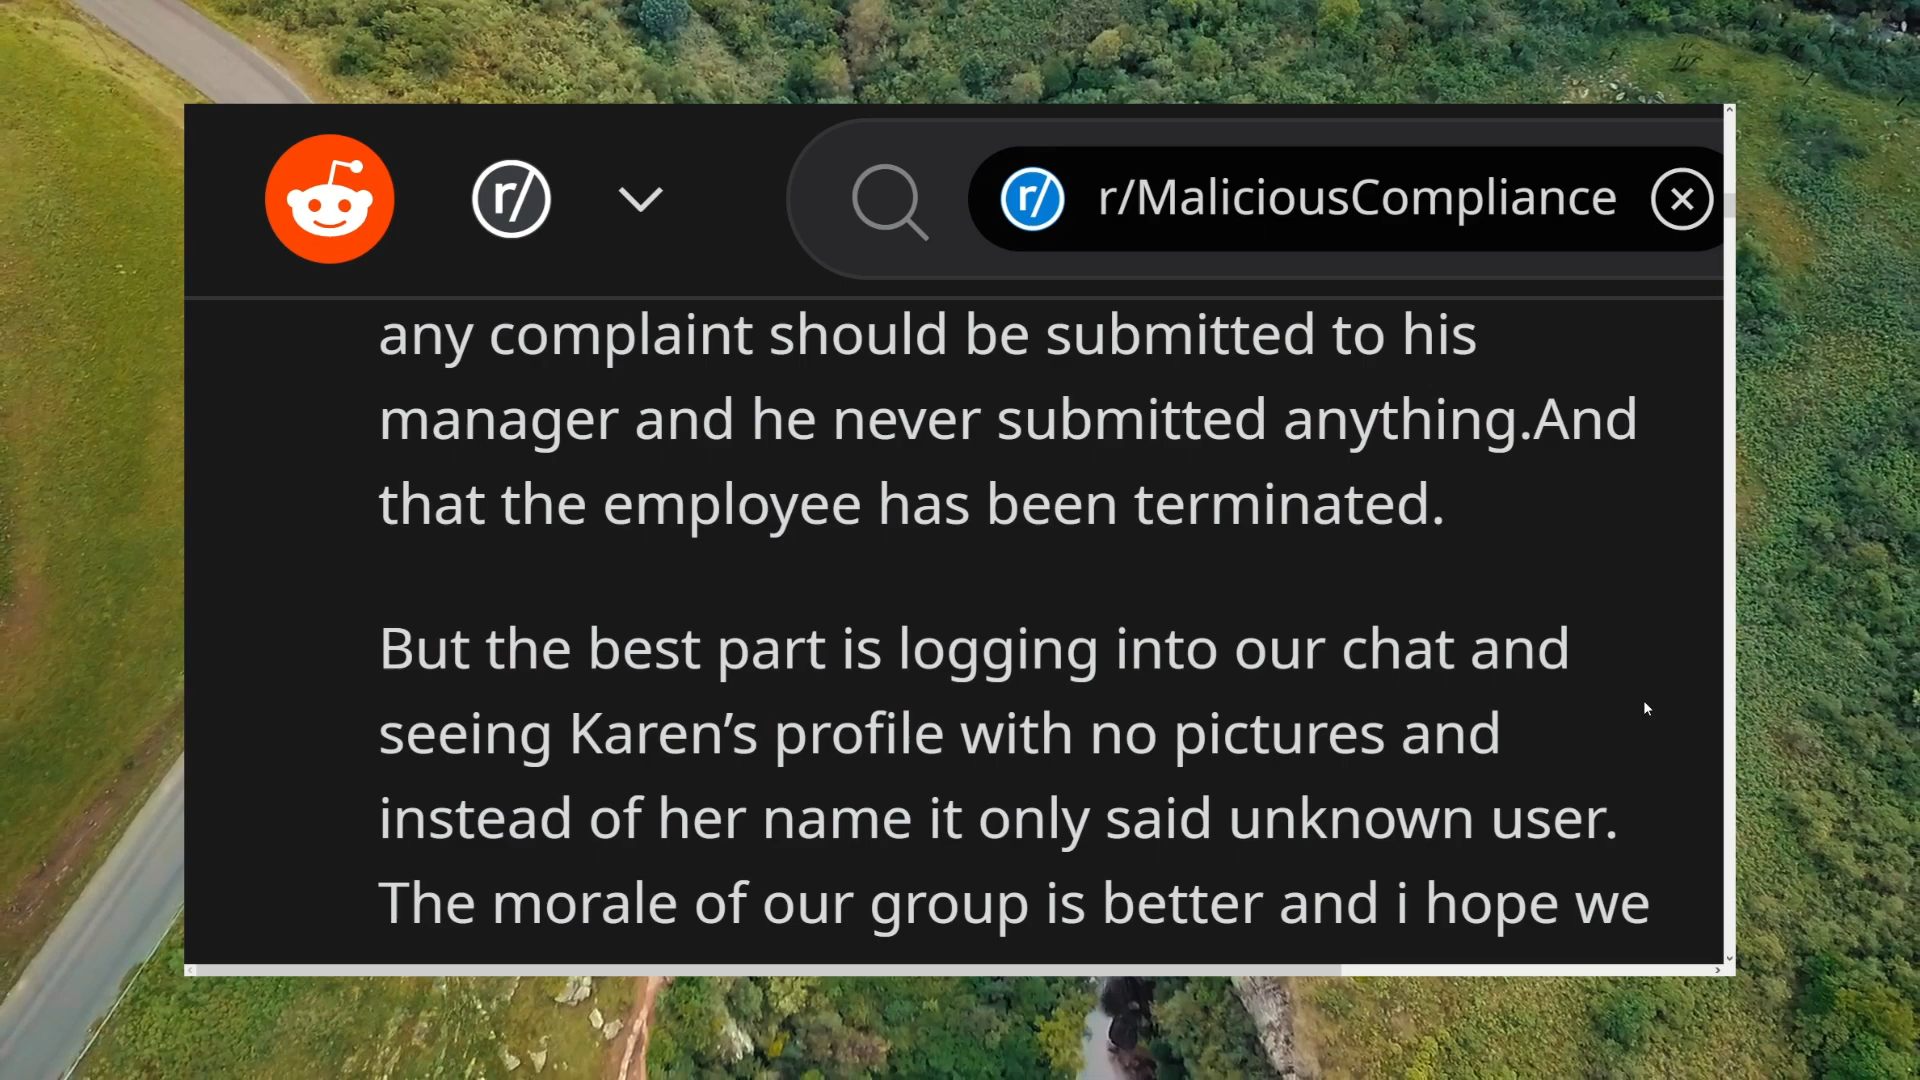 r/
r/ r/MaliciousCompliance
any complaint should be submitted to his
manager and he never submitted anything.And
that the employee has been terminated.
But the best part is logging into our chat and
seeing Karen’s profile with no pictures and
instead of her name it only said unknown user.
The morale of our group is better and i hope we